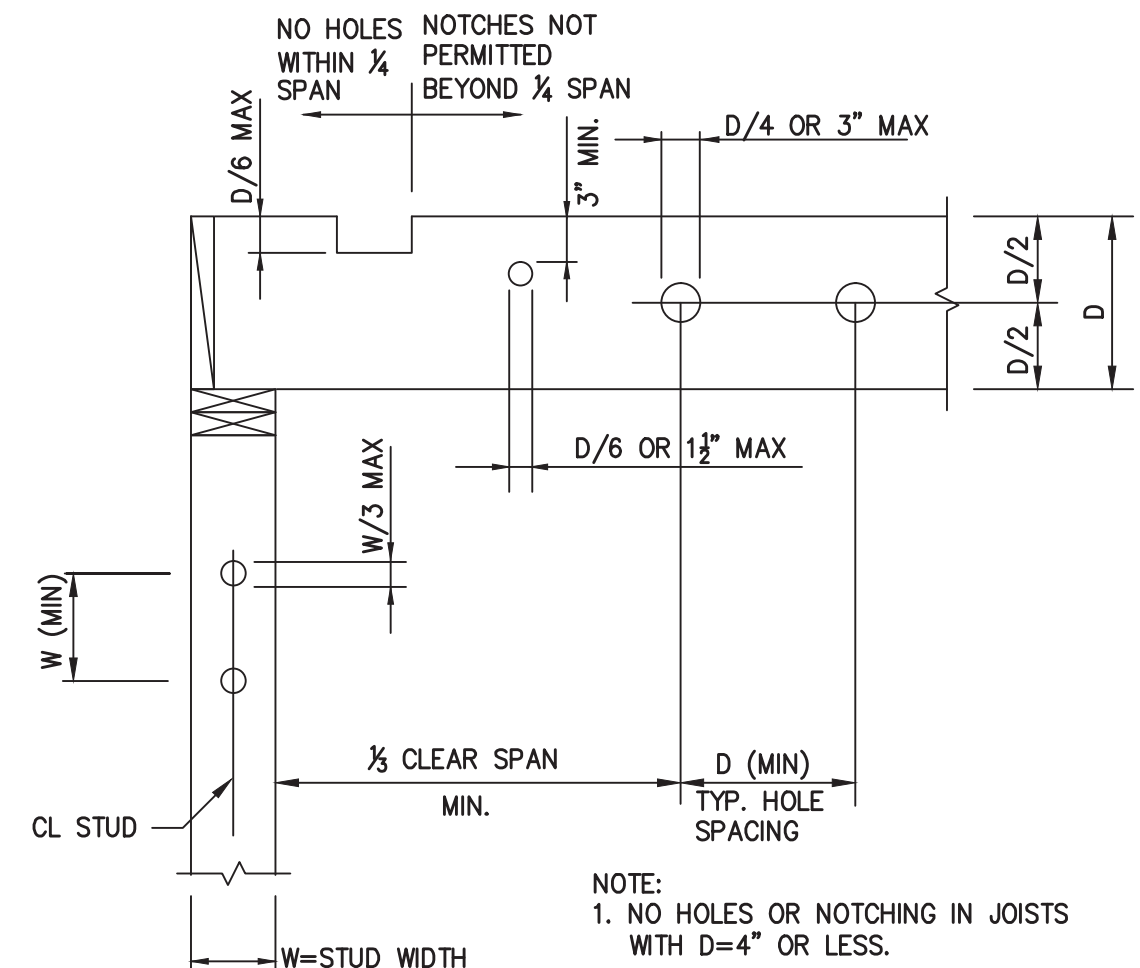 NO HOLES
WITHIN ¼
SPAN
NOTCHES NOT
PERMITTED
BEYOND ¼ SPAN
D/6 MAX
3" MIN.
D/4 OR 3" MAX
D/2
D/2
D
D/6 OR 1½" MAX
W/3 MAX
W (MIN)
⅓ CLEAR SPAN
MIN.
D (MIN)
TYP. HOLE
SPACING
CL STUD
NOTE:
1. NO HOLES OR NOTCHING IN JOISTS
WITH D=4" OR LESS.
W=STUD WIDTH